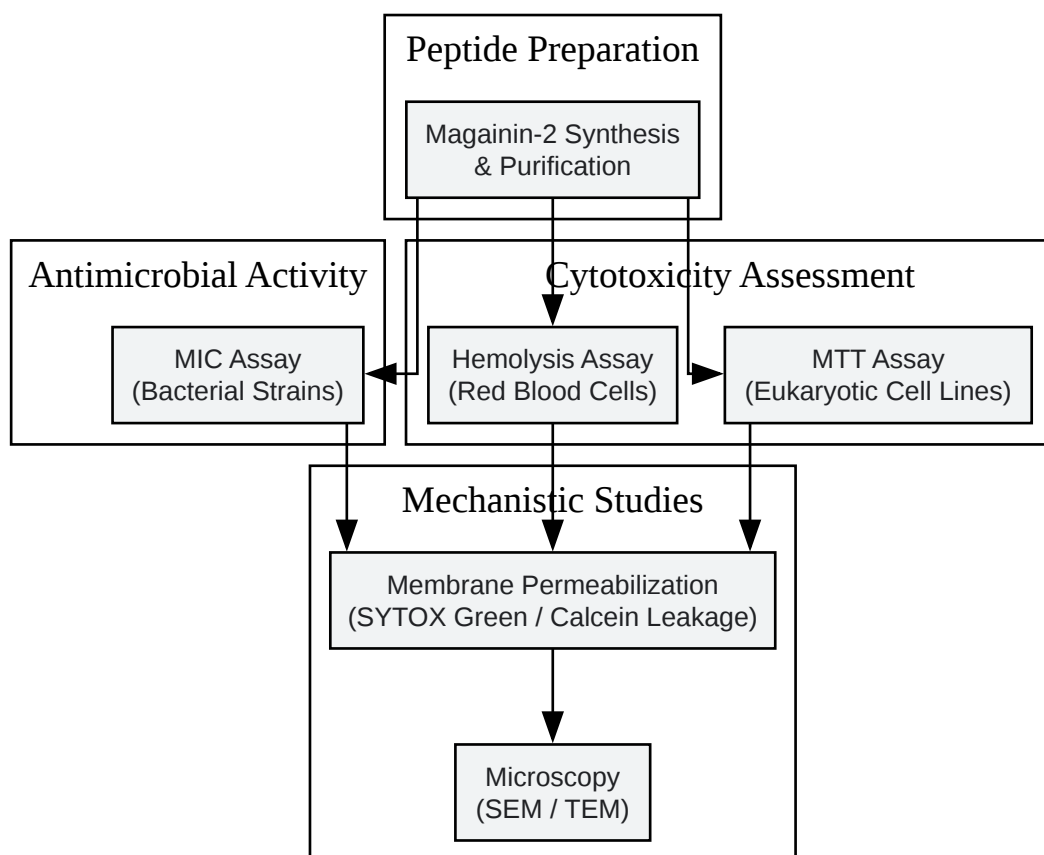 Peptide Preparation
Magainin-2 Synthesis
& Purification
Antimicrobial Activity
Cytotoxicity Assessment
MIC Assay
(Bacterial Strains)
Hemolysis Assay
(Red Blood Cells)
MTT Assay
(Eukaryotic Cell Lines)
Mechanistic Studies
Membrane Permeabilization
(SYTOX Green / Calcein Leakage)
Microscopy
(SEM / TEM)